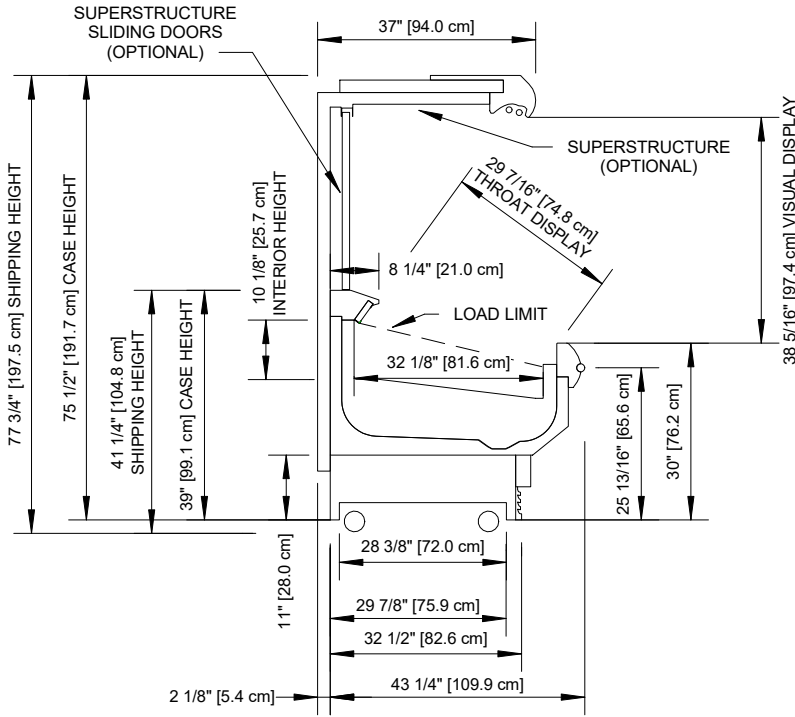 SUPERSTRUCTURE
SLIDING DOORS
(OPTIONAL)
37" [94.0 cm]
SUPERSTRUCTURE
(OPTIONAL)
29 7/16" [74.8 cm]
THROAT DISPLAY
38 5/16" [97.4 cm] VISUAL DISPLAY
77 3/4" [197.5 cm] SHIPPING HEIGHT
75 1/2" [191.7 cm] CASE HEIGHT
41 1/4" [104.8 cm]
SHIPPING HEIGHT
39" [99.1 cm] CASE HEIGHT
10 1/8" [25.7 cm]
INTERIOR HEIGHT
8 1/4" [21.0 cm]
LOAD LIMIT
32 1/8" [81.6 cm]
25 13/16" [65.6 cm]
30" [76.2 cm]
11" [28.0 cm]
28 3/8" [72.0 cm]
29 7/8" [75.9 cm]
32 1/2" [82.6 cm]
2 1/8" [5.4 cm]
43 1/4" [109.9 cm]